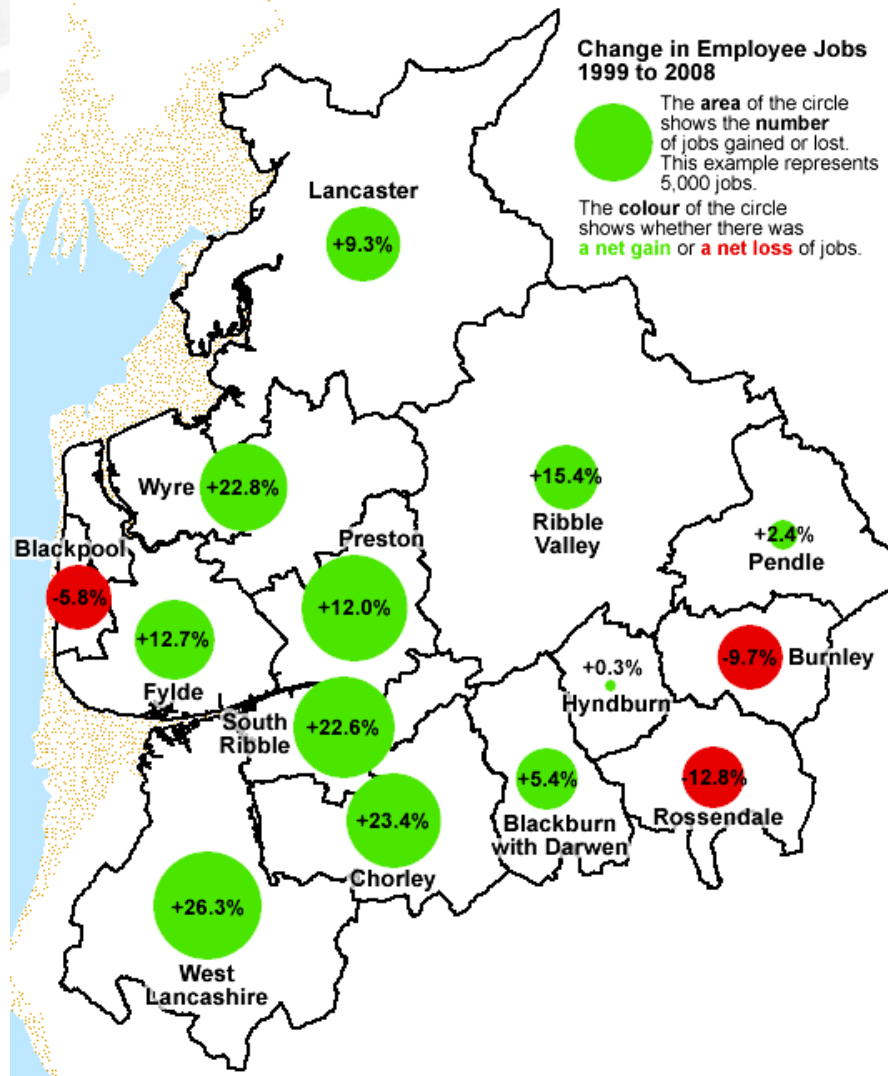 Change in Employee Jobs
1999 to 2008
The area of the circle
shows the number
of jobs gained or lost.
This example represents
5,000 jobs.
The colour of the circle
shows whether there was
a net gain or a net loss of jobs.
Lancaster
+9.3%
Wyre
+22.8%
+15.4%
Ribble
Valley
Preston
+12.0%
+2.4%
Pendle
Blackpool
-5.8%
+12.7%
Fylde
South
Ribble
+22.6%
+0.3%
Hyndburn
-9.7%
Burnley
+5.4%
Blackburn
with Darwen
-12.8%
Rossendale
+23.4%
Chorley
+26.3%
West
Lancashire